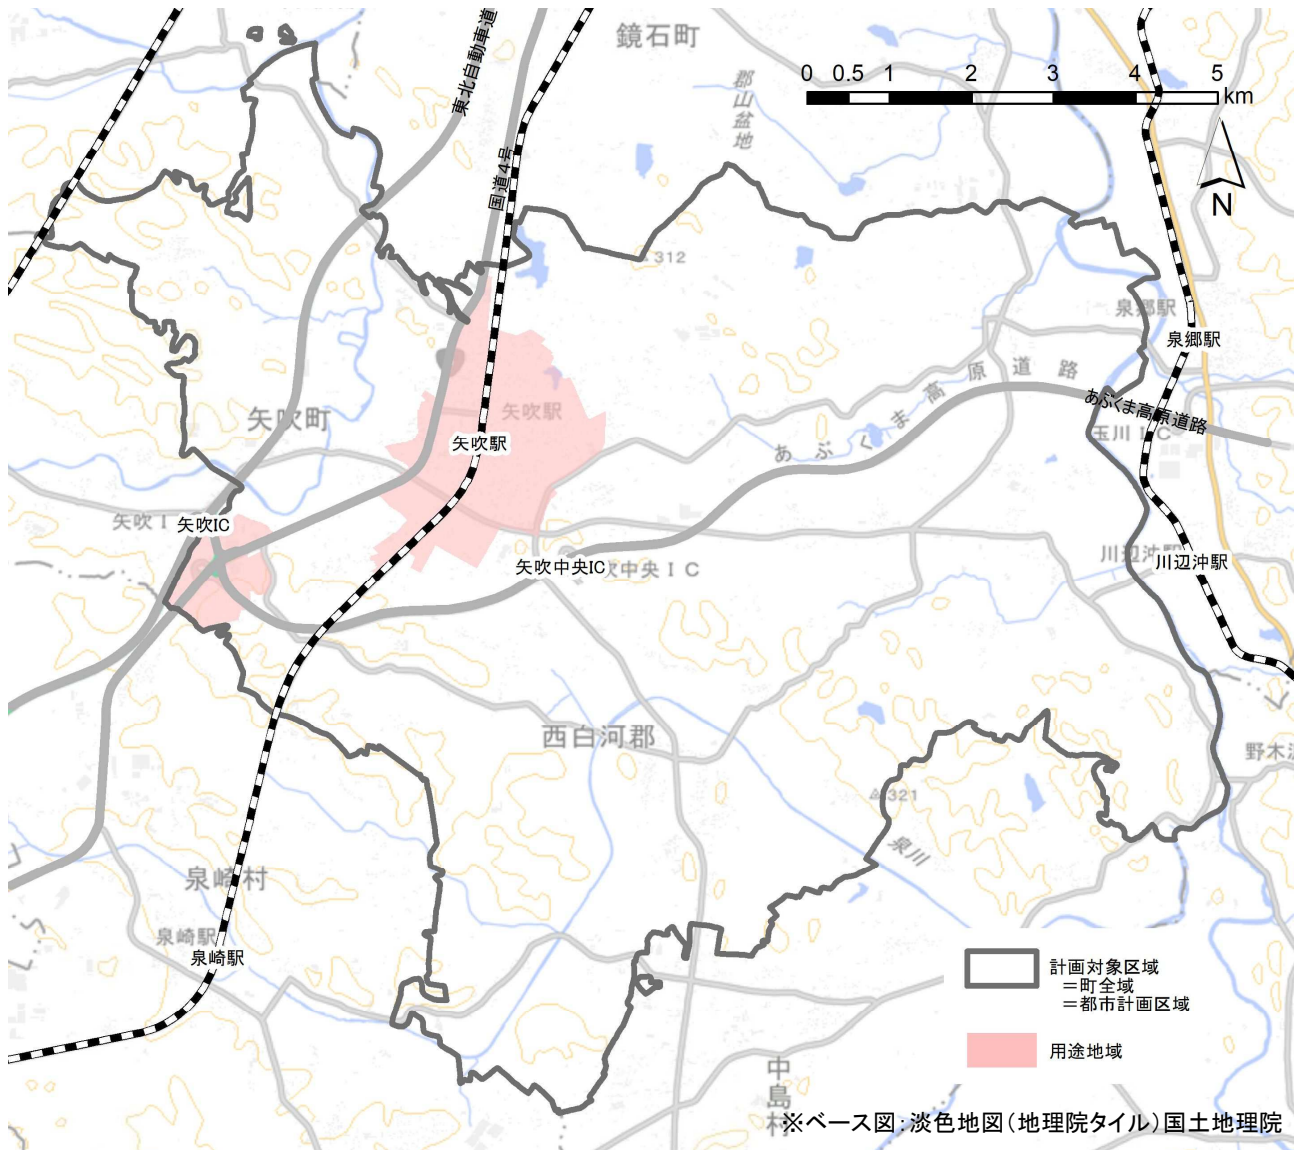 鏡石町
東北自動車道
国道4号
郡山盆地
0 0.5 1 2 3 4 5
km
N
312
泉郷駅
泉郷駅
矢吹町
矢吹駅
矢吹駅
あぶくま高原道路
あぶくま高原道路
玉川IC
矢吹I
矢吹IC
矢吹中央IC
吹中央IC
川辺沖駅
川辺沖駅
西白河郡
野木沢
321
泉川
泉崎村
泉崎駅
泉崎駅
計画対象区域
=町全域
=都市計画区域
用途地域
中島村
※ベース図:淡色地図(地理院タイル)国土地理院